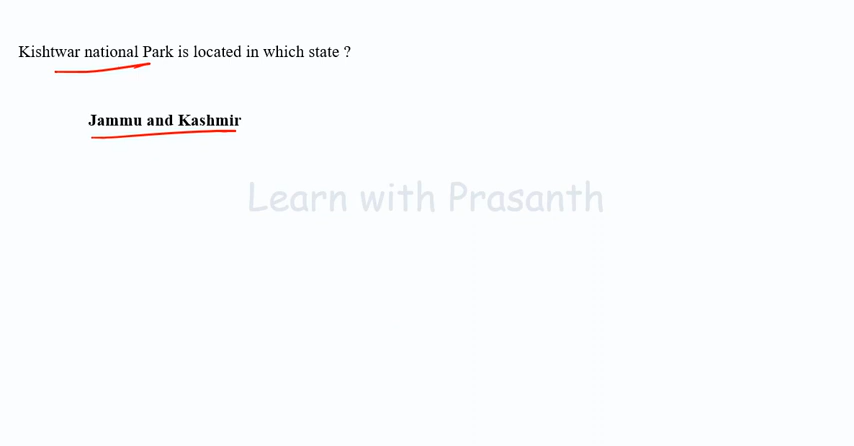 Kishtwar national Park is located in which state ?
Jammu and Kashmir
Learn with Prasanth